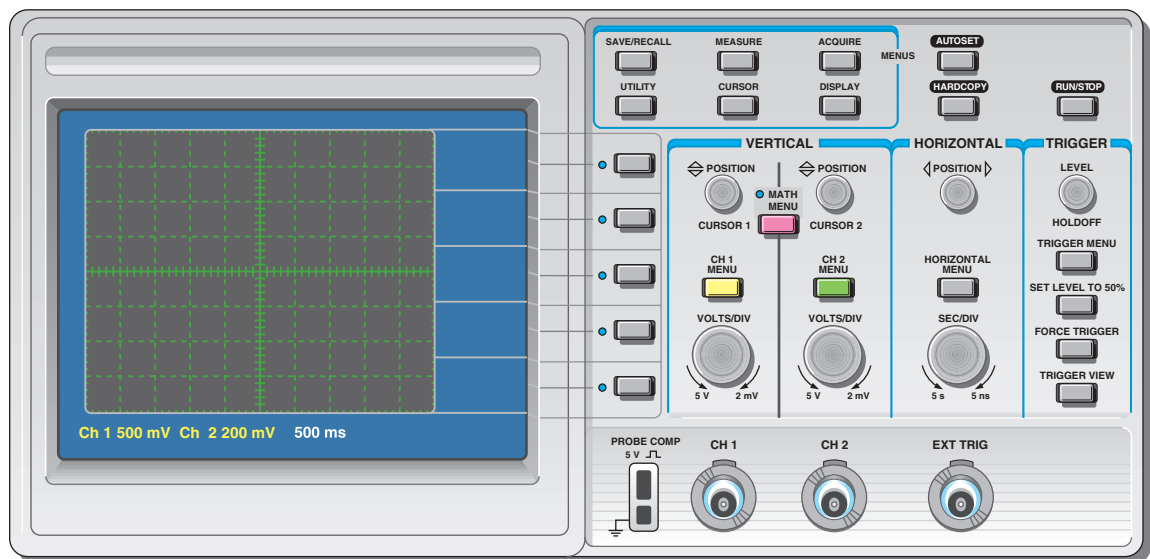 SAVE/RECALL MEASURE ACQUIRE AUTOSET
MENUS
UTILITY CURSOR DISPLAY HARDCOPY RUN/STOP
VERTICAL HORIZONTAL TRIGGER
POSITION POSITION POSITION LEVEL
MATH
MENU
CURSOR 1 CURSOR 2 HOLDOFF
TRIGGER MENU
CH 1
MENU
CH 2
MENU
HORIZONTAL
MENU
SET LEVEL TO 50%
VOLTS/DIV VOLTS/DIV SEC/DIV
FORCE TRIGGER
TRIGGER VIEW
5 V 2 mV 5 V 2 mV 5 s 5 ns
Ch 1 500 mV Ch 2 200 mV 500 ms
PROBE COMP
5 V
CH 1 CH 2 EXT TRIG